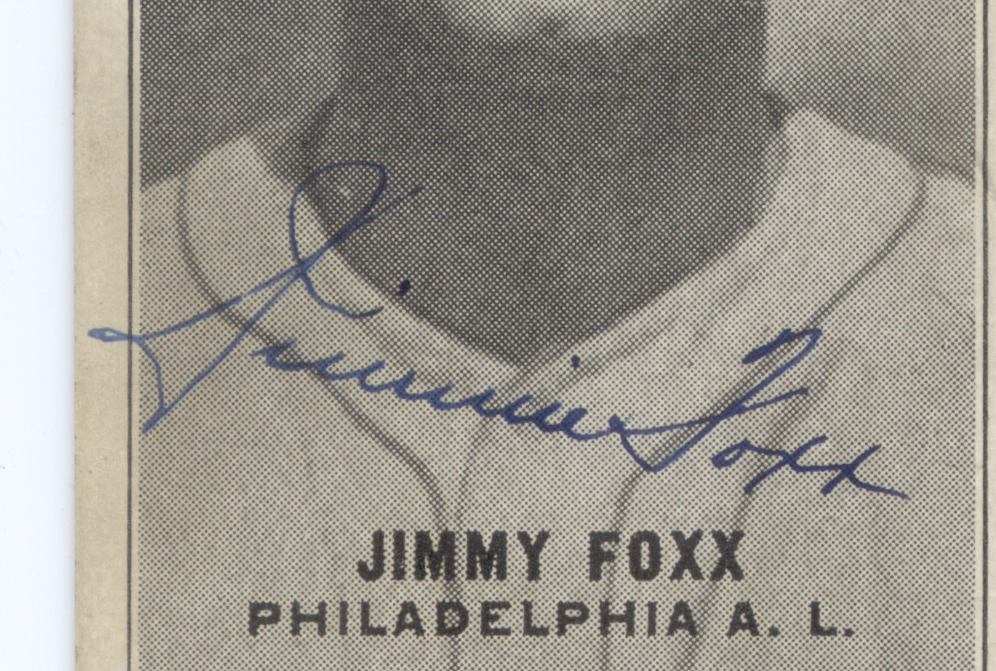 Jimmie Foxx
JIMMY FOXX
PHILADELPHIA A. L.